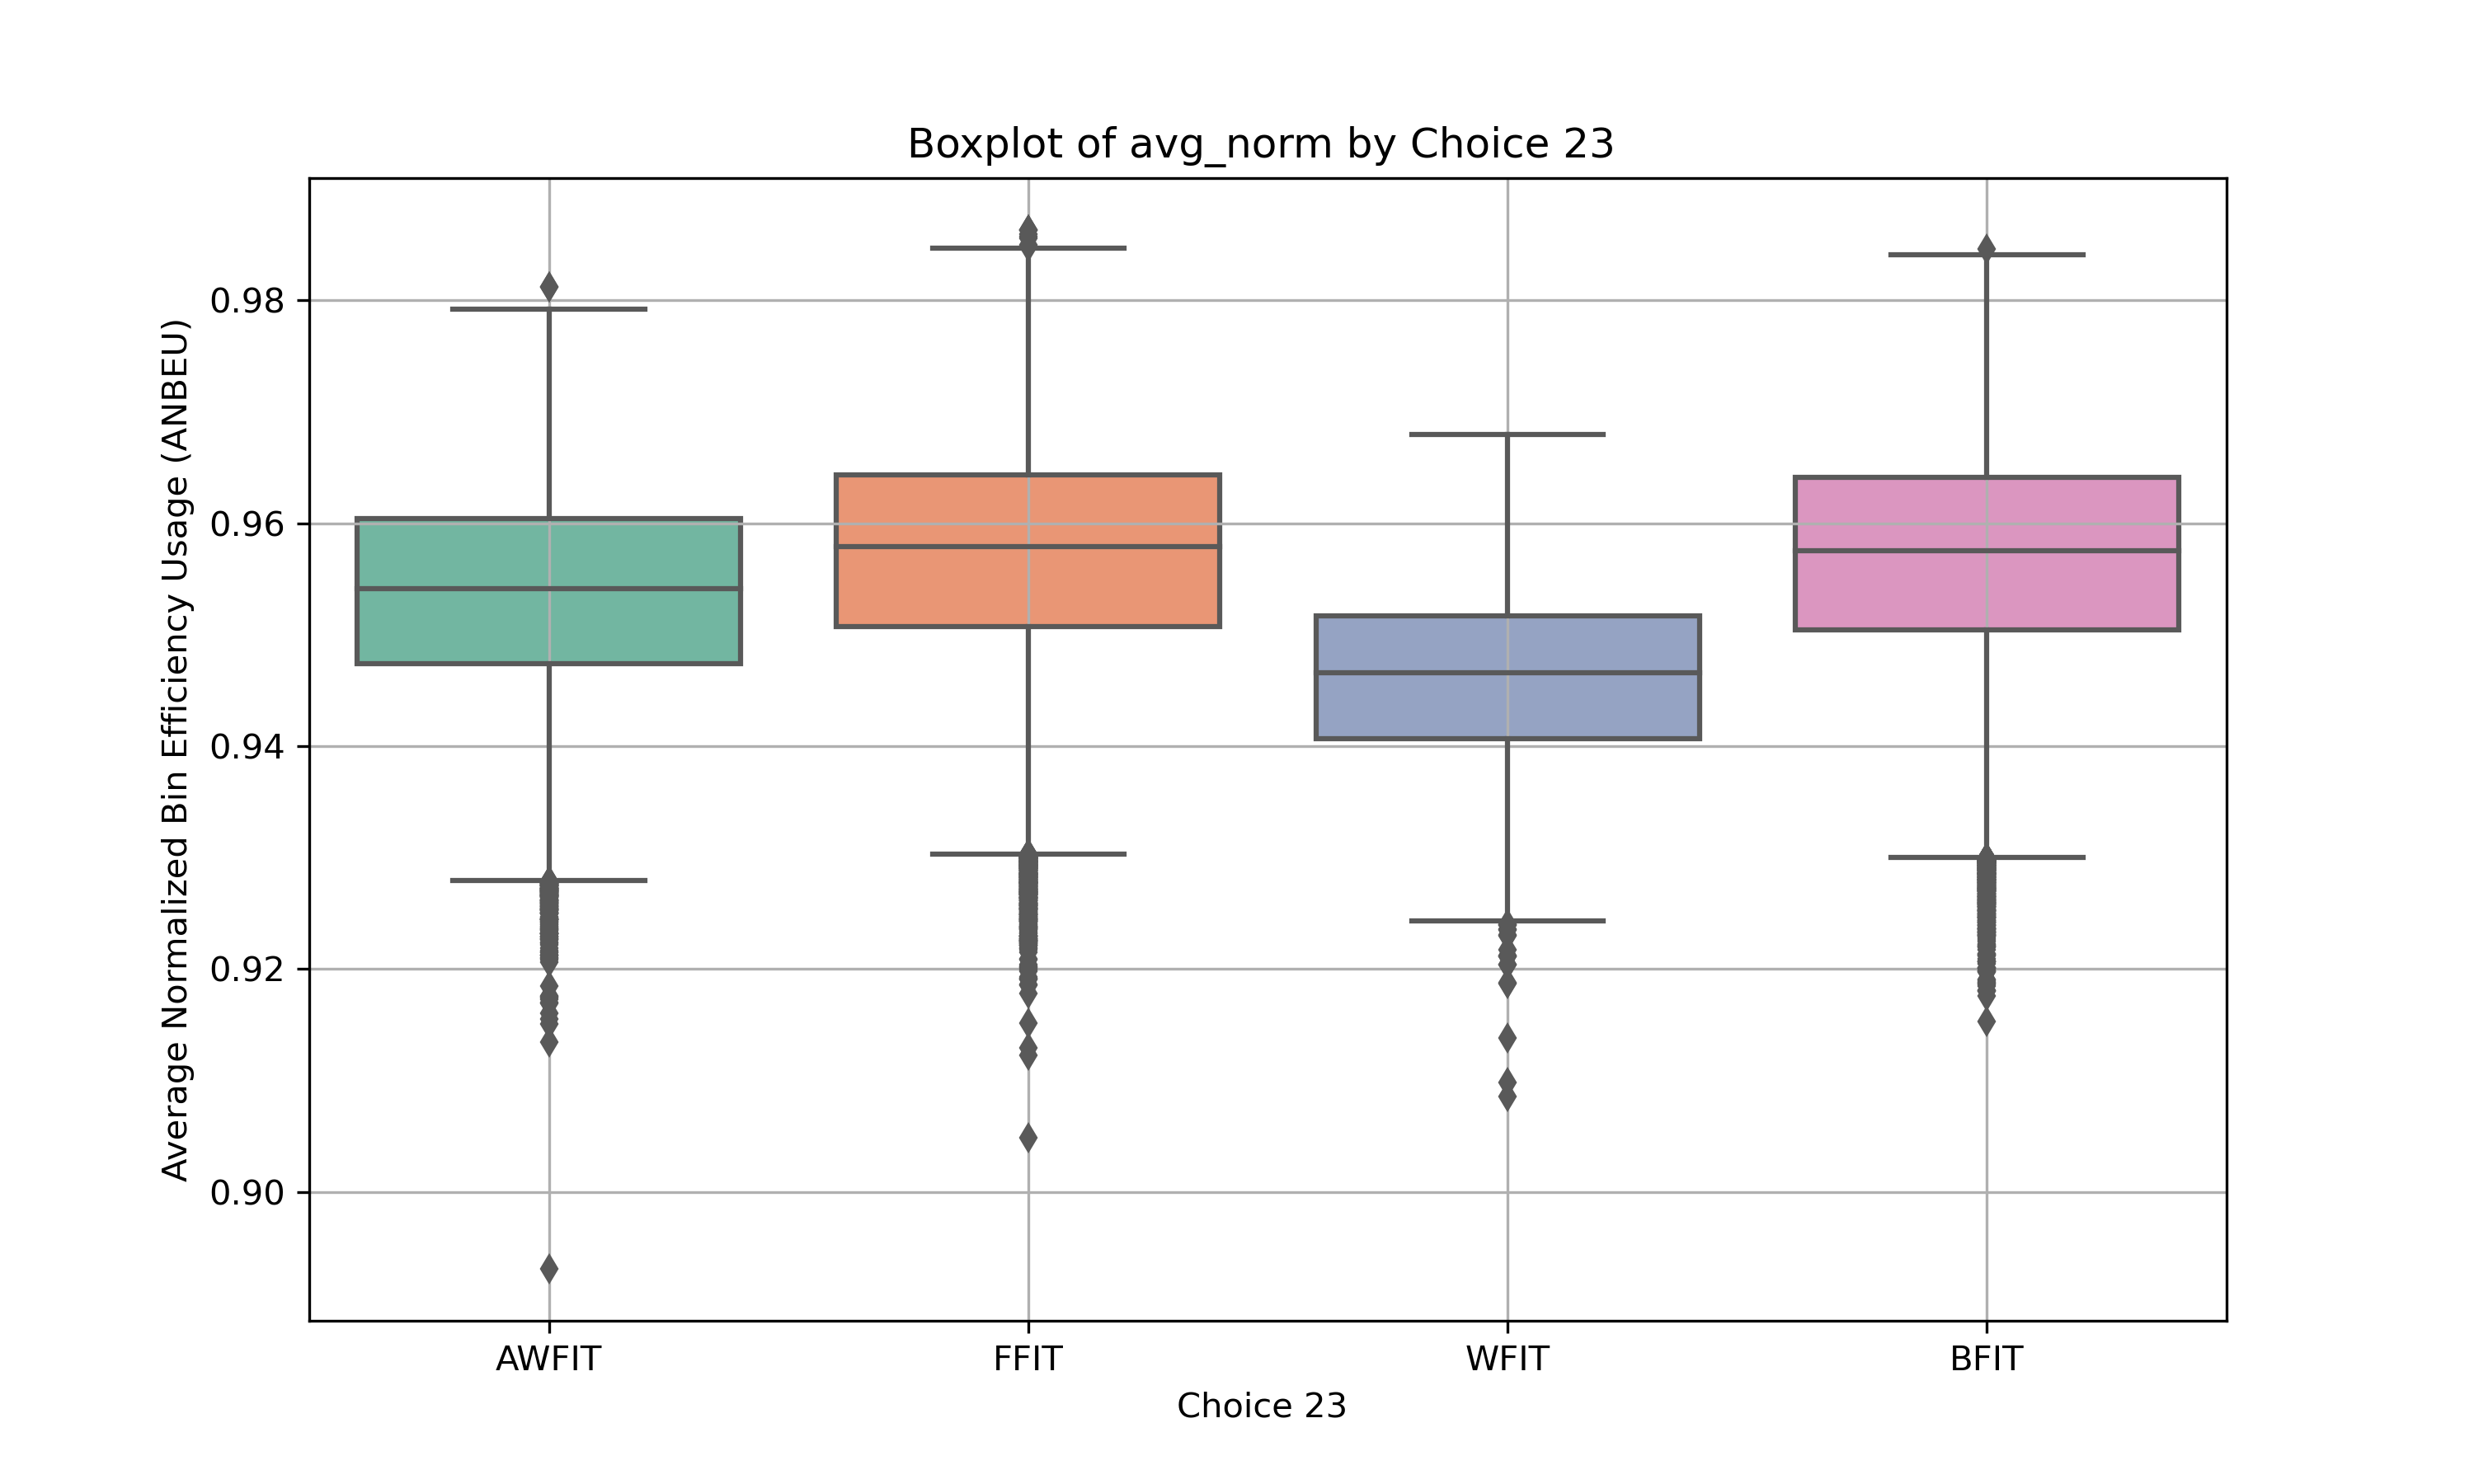 Boxplot of avg_norm by Choice 23
Average Normalized Bin Efficiency Usage (ANBEU)
0.98
0.96
0.94
0.92
0.90
AWFIT FFIT WFIT BFIT
Choice 23